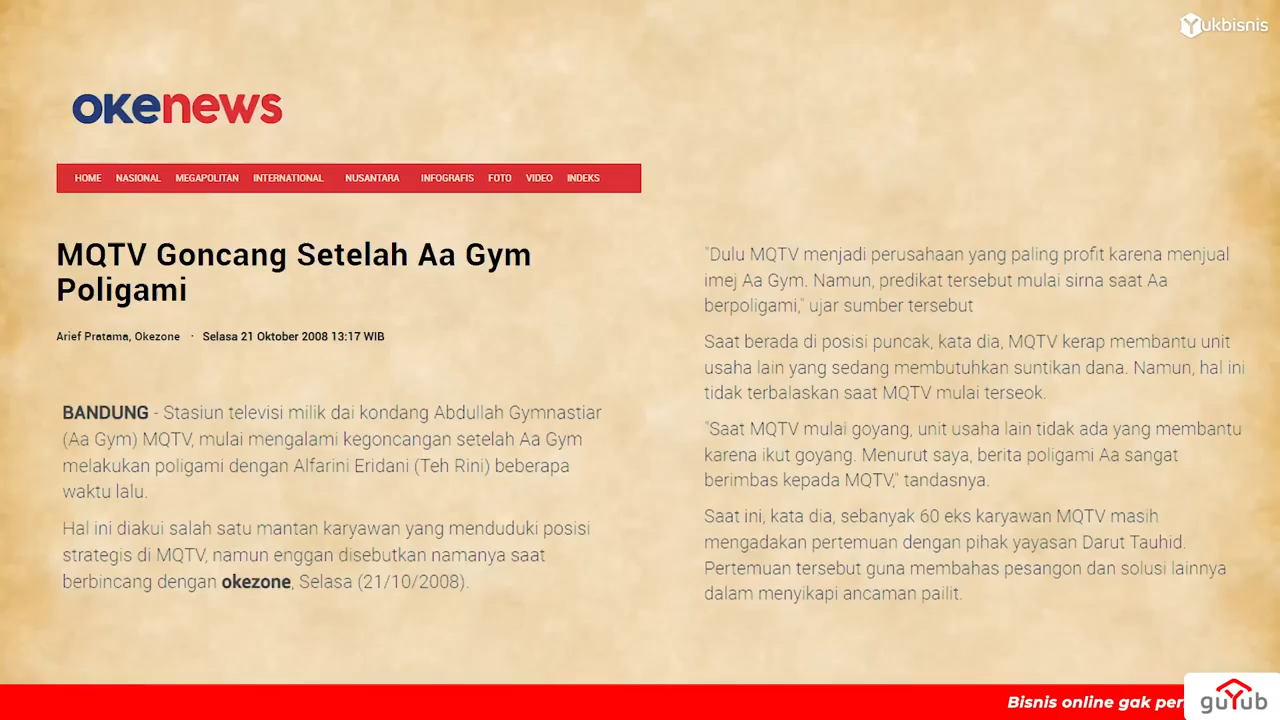 Yukbisnis
okenews
HOME NASIONAL MEGAPOLITAN INTERNATIONAL NUSANTARA INFOGRAFIS FOTO VIDEO INDEKS
MQTV Goncang Setelah Aa Gym
Poligami
Arief Pratama, Okezone · Selasa 21 Oktober 2008 13:17 WIB
BANDUNG - Stasiun televisi milik dai kondang Abdullah Gymnastiar
(Aa Gym) MQTV, mulai mengalami kegoncangan setelah Aa Gym
melakukan poligami dengan Alfarini Eridani (Teh Rini) beberapa
waktu lalu.
Hal ini diakui salah satu mantan karyawan yang menduduki posisi
strategis di MQTV, namun enggan disebutkan namanya saat
berbincang dengan okezone, Selasa (21/10/2008).
"Dulu MQTV menjadi perusahaan yang paling profit karena menjual
imej Aa Gym. Namun, predikat tersebut mulai sirna saat Aa
berpoligami," ujar sumber tersebut
Saat berada di posisi puncak, kata dia, MQTV kerap membantu unit
usaha lain yang sedang membutuhkan suntikan dana. Namun, hal ini
tidak terbalaskan saat MQTV mulai terseok.
"Saat MQTV mulai goyang, unit usaha lain tidak ada yang membantu
karena ikut goyang. Menurut saya, berita poligami Aa sangat
berimbas kepada MQTV," tandasnya.
Saat ini, kata dia, sebanyak 60 eks karyawan MQTV masih
mengadakan pertemuan dengan pihak yayasan Darut Tauhid.
Pertemuan tersebut guna membahas pesangon dan solusi lainnya
dalam menyikapi ancaman pailit.
Bisnis online gak per
guYub